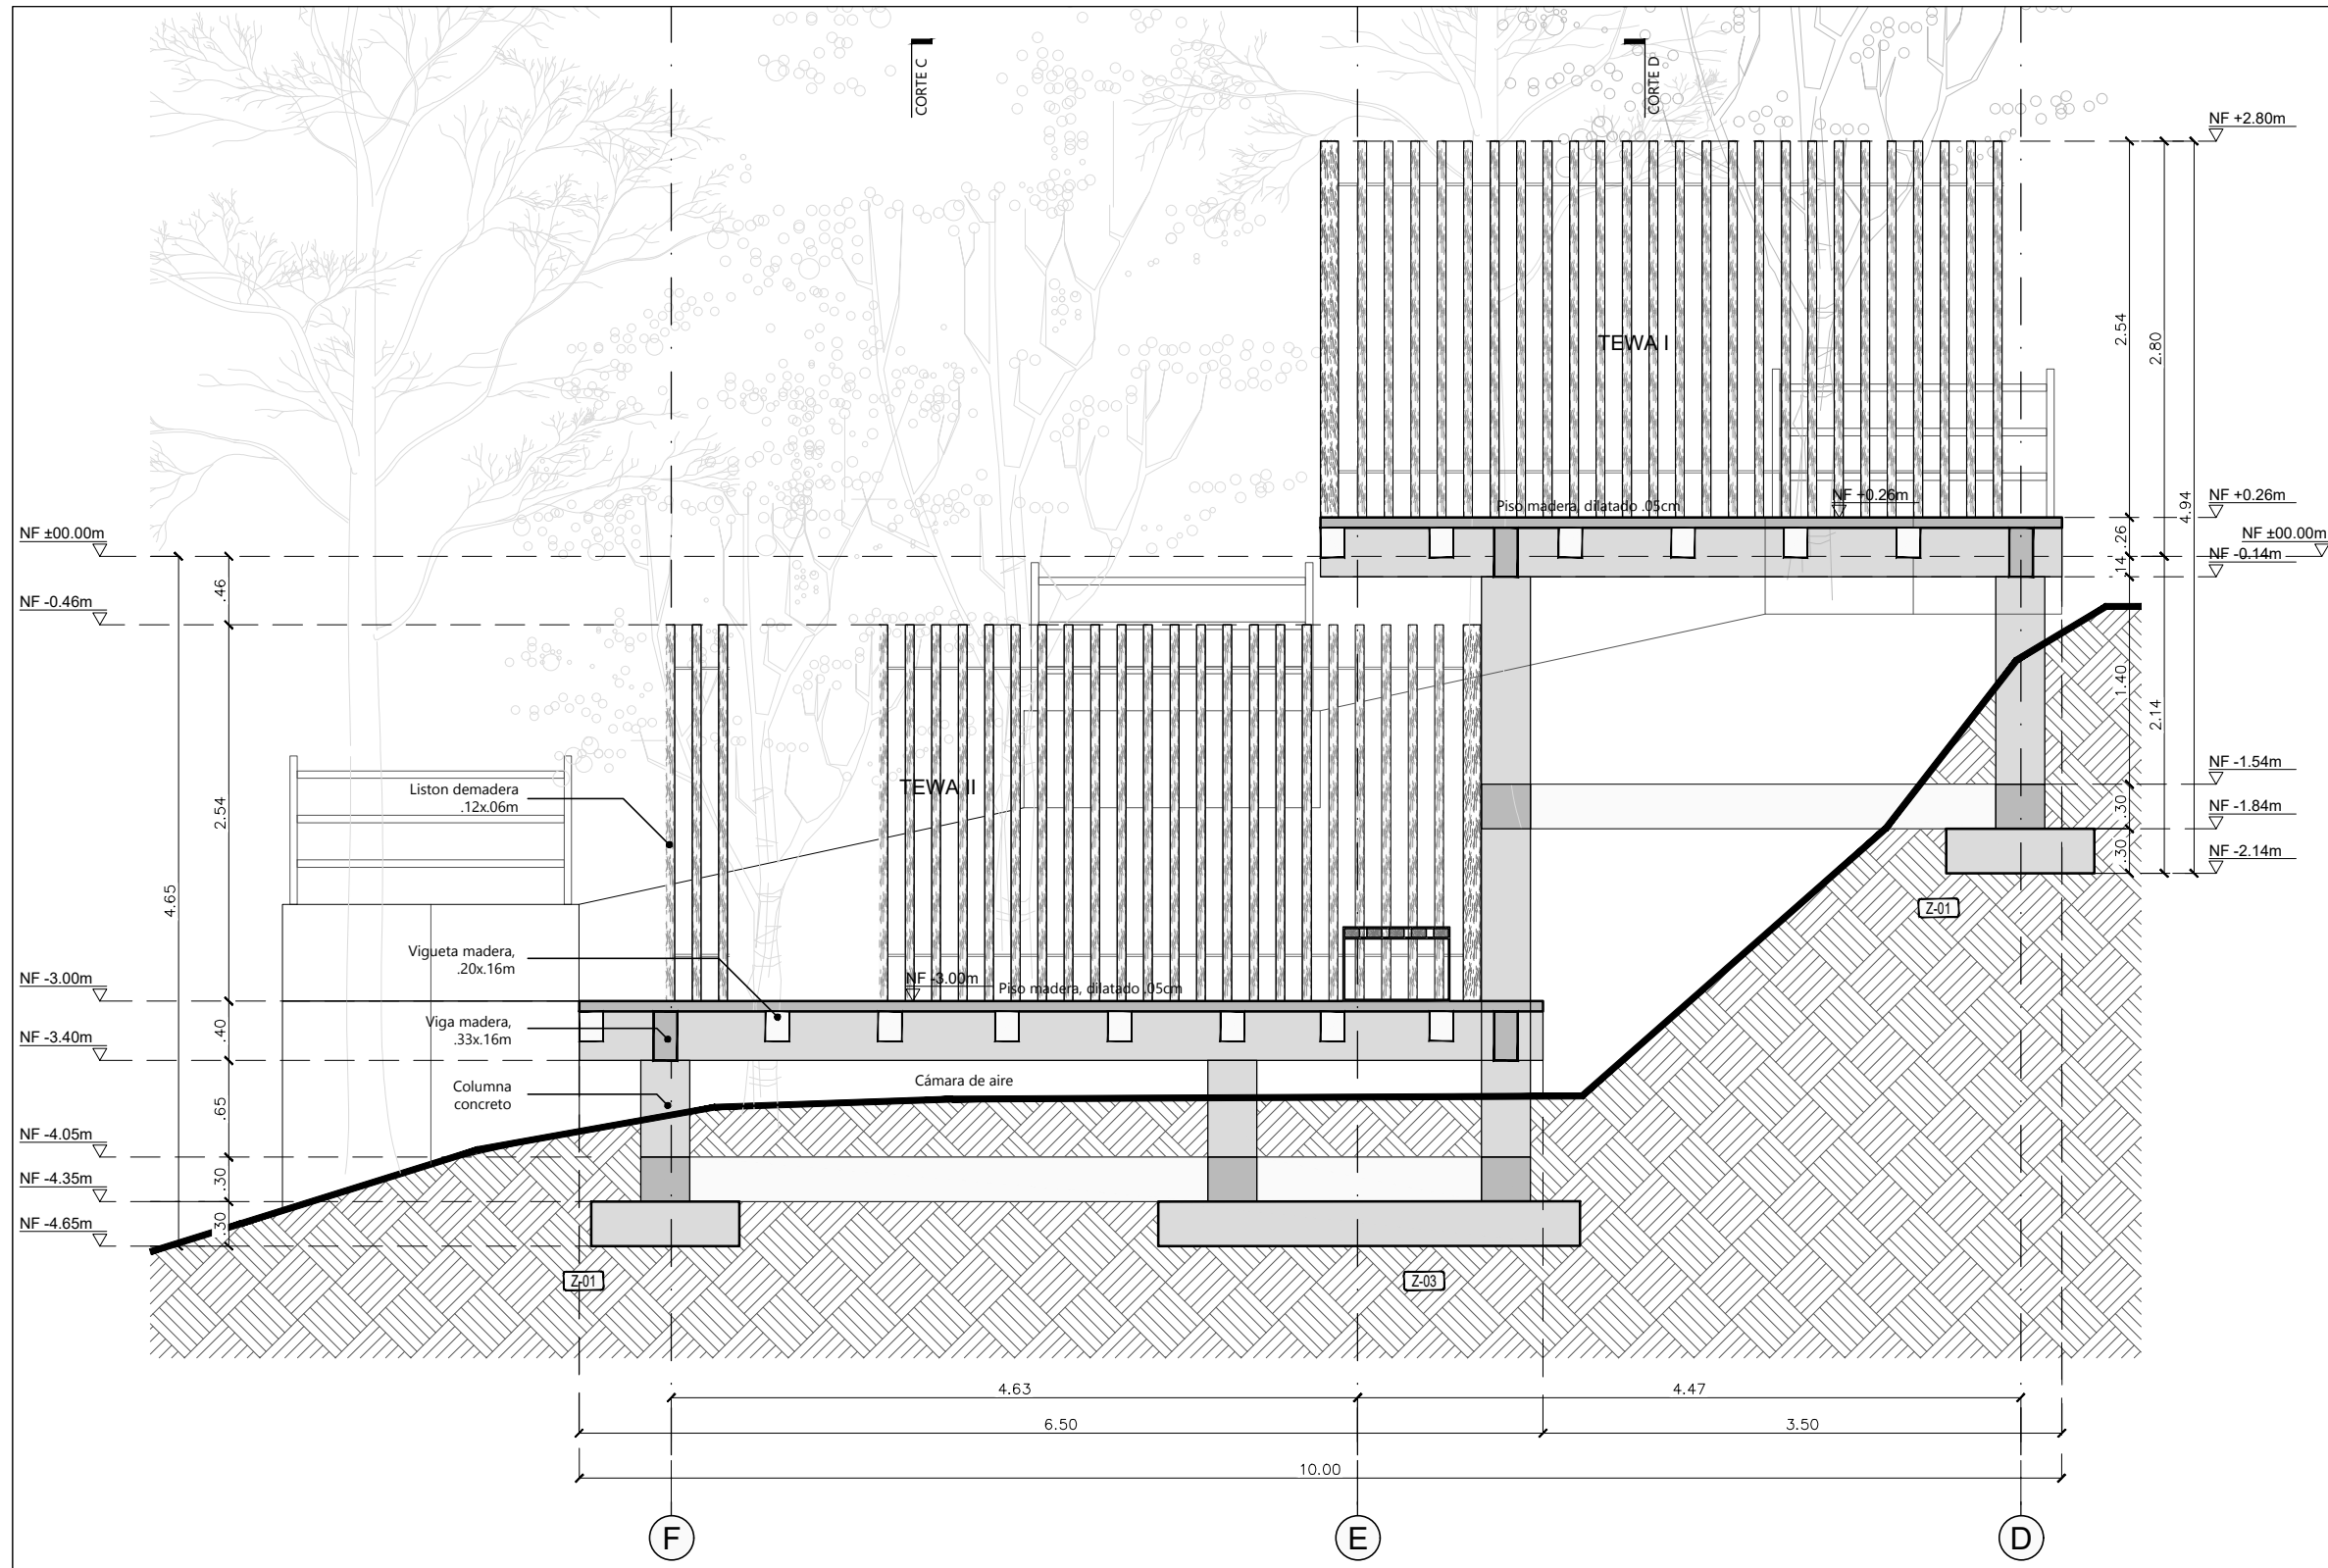 CORTE C
CORTE D
NF +2.80m
2.54
2.80
4.94
TEWA I
Piso madera, dilatado .05cm
NF +0.26m
NF +0.26m
NF ±00.00m
NF ±00.00m
.26
.14
NF -0.14m
.46
NF -0.46m
1.40
2.14
NF -1.54m
.30
NF -1.84m
.30
NF -2.14m
Z-01
2.54
4.65
TEWA II
Liston demadera
.12x.06m
Vigueta madera,
.20x.16m
NF -3.00m
NF -3.00m
Piso madera, dilatado .05cm
.40
Viga madera,
.33x.16m
NF -3.40m
Columna
concreto
Cámara de aire
.65
NF -4.05m
.30
NF -4.35m
.30
NF -4.65m
Z-01
Z-03
4.63
4.47
6.50
3.50
10.00
F
E
D